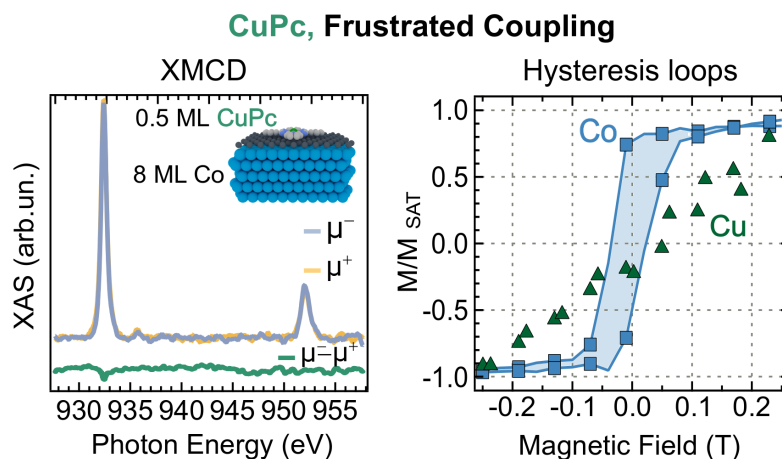 CuPc, Frustrated Coupling
XMCD
0.5 ML CuPc
8 ML Co
μ⁻
μ⁺
μ⁻-μ⁺
XAS (arb.un.)
930 935 940 945 950 955
Photon Energy (eV)
Hysteresis loops
Co
Cu
M/M SAT
1.0
0.5
0.0
-0.5
-1.0
-0.2 -0.1 0.0 0.1 0.2
Magnetic Field (T)